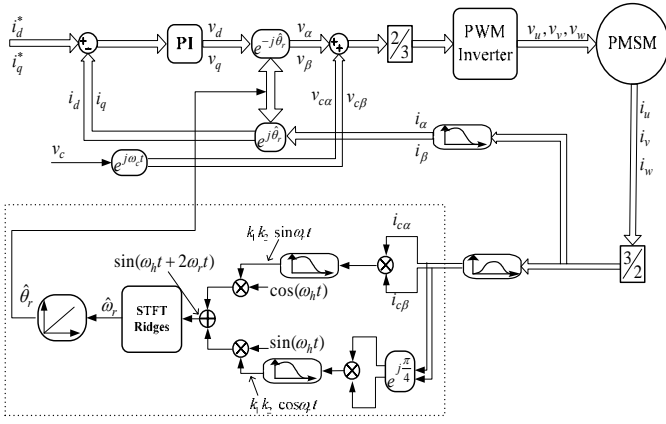 i*d
i*q
PI
vd
vq
e^-jθ̂r
vα
vβ
2/3
PWM
Inverter
vu, vv, vw
PMSM
id iq
vcα vcβ
iu
iv
iw
e^jθ̂r
iα
iβ
vc
e^jωct
3/2
k1k2 sinωrt
icα
sin(ωht+2ωrt)
cos(ωht)
icβ
θ̂r
ω̂r
STFT
Ridges
sin(ωht)
e^jπ/4
k1k2 cosωrt